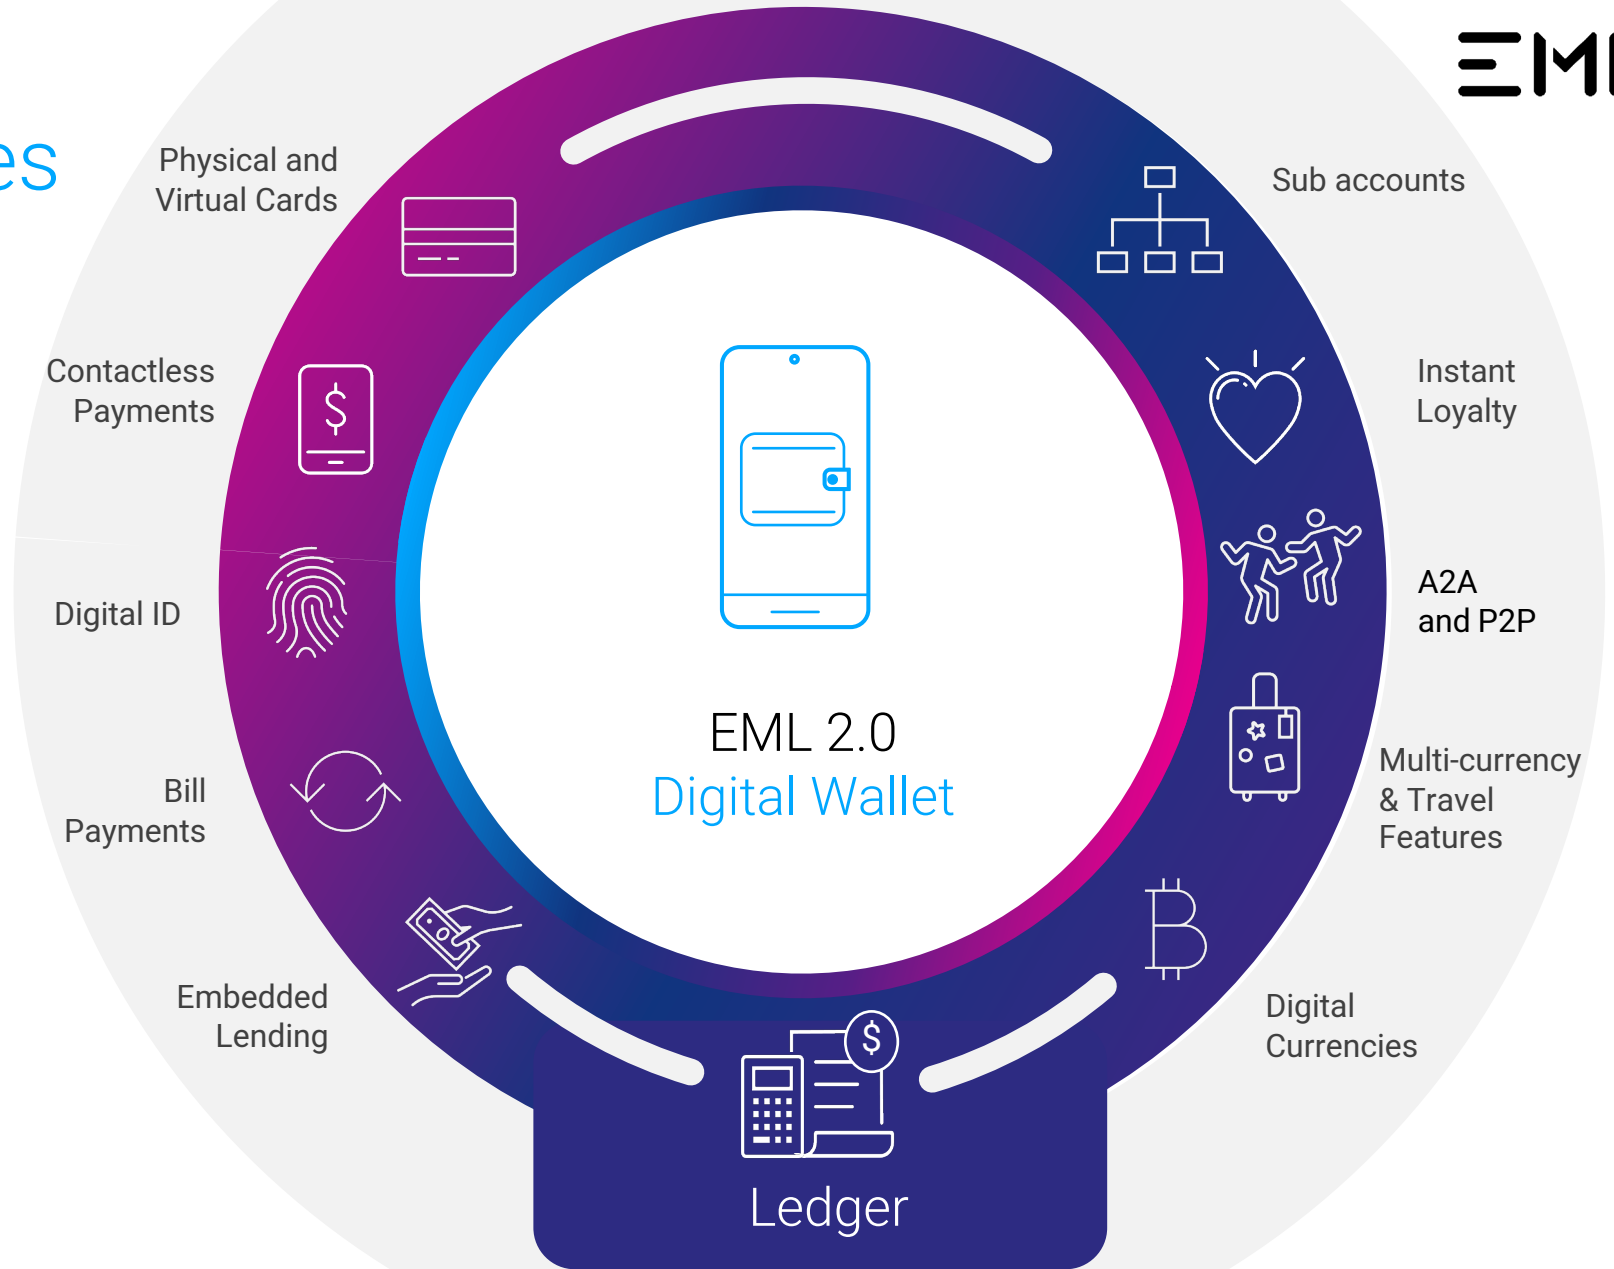 Physical and
Virtual Cards
Contactless
Payments
Digital ID
Bill
Payments
Embedded
Lending
EML 2.0
Digital Wallet
Ledger
Sub accounts
Instant
Loyalty
A2A
and P2P
Multi-currency
& Travel
Features
Digital
Currencies